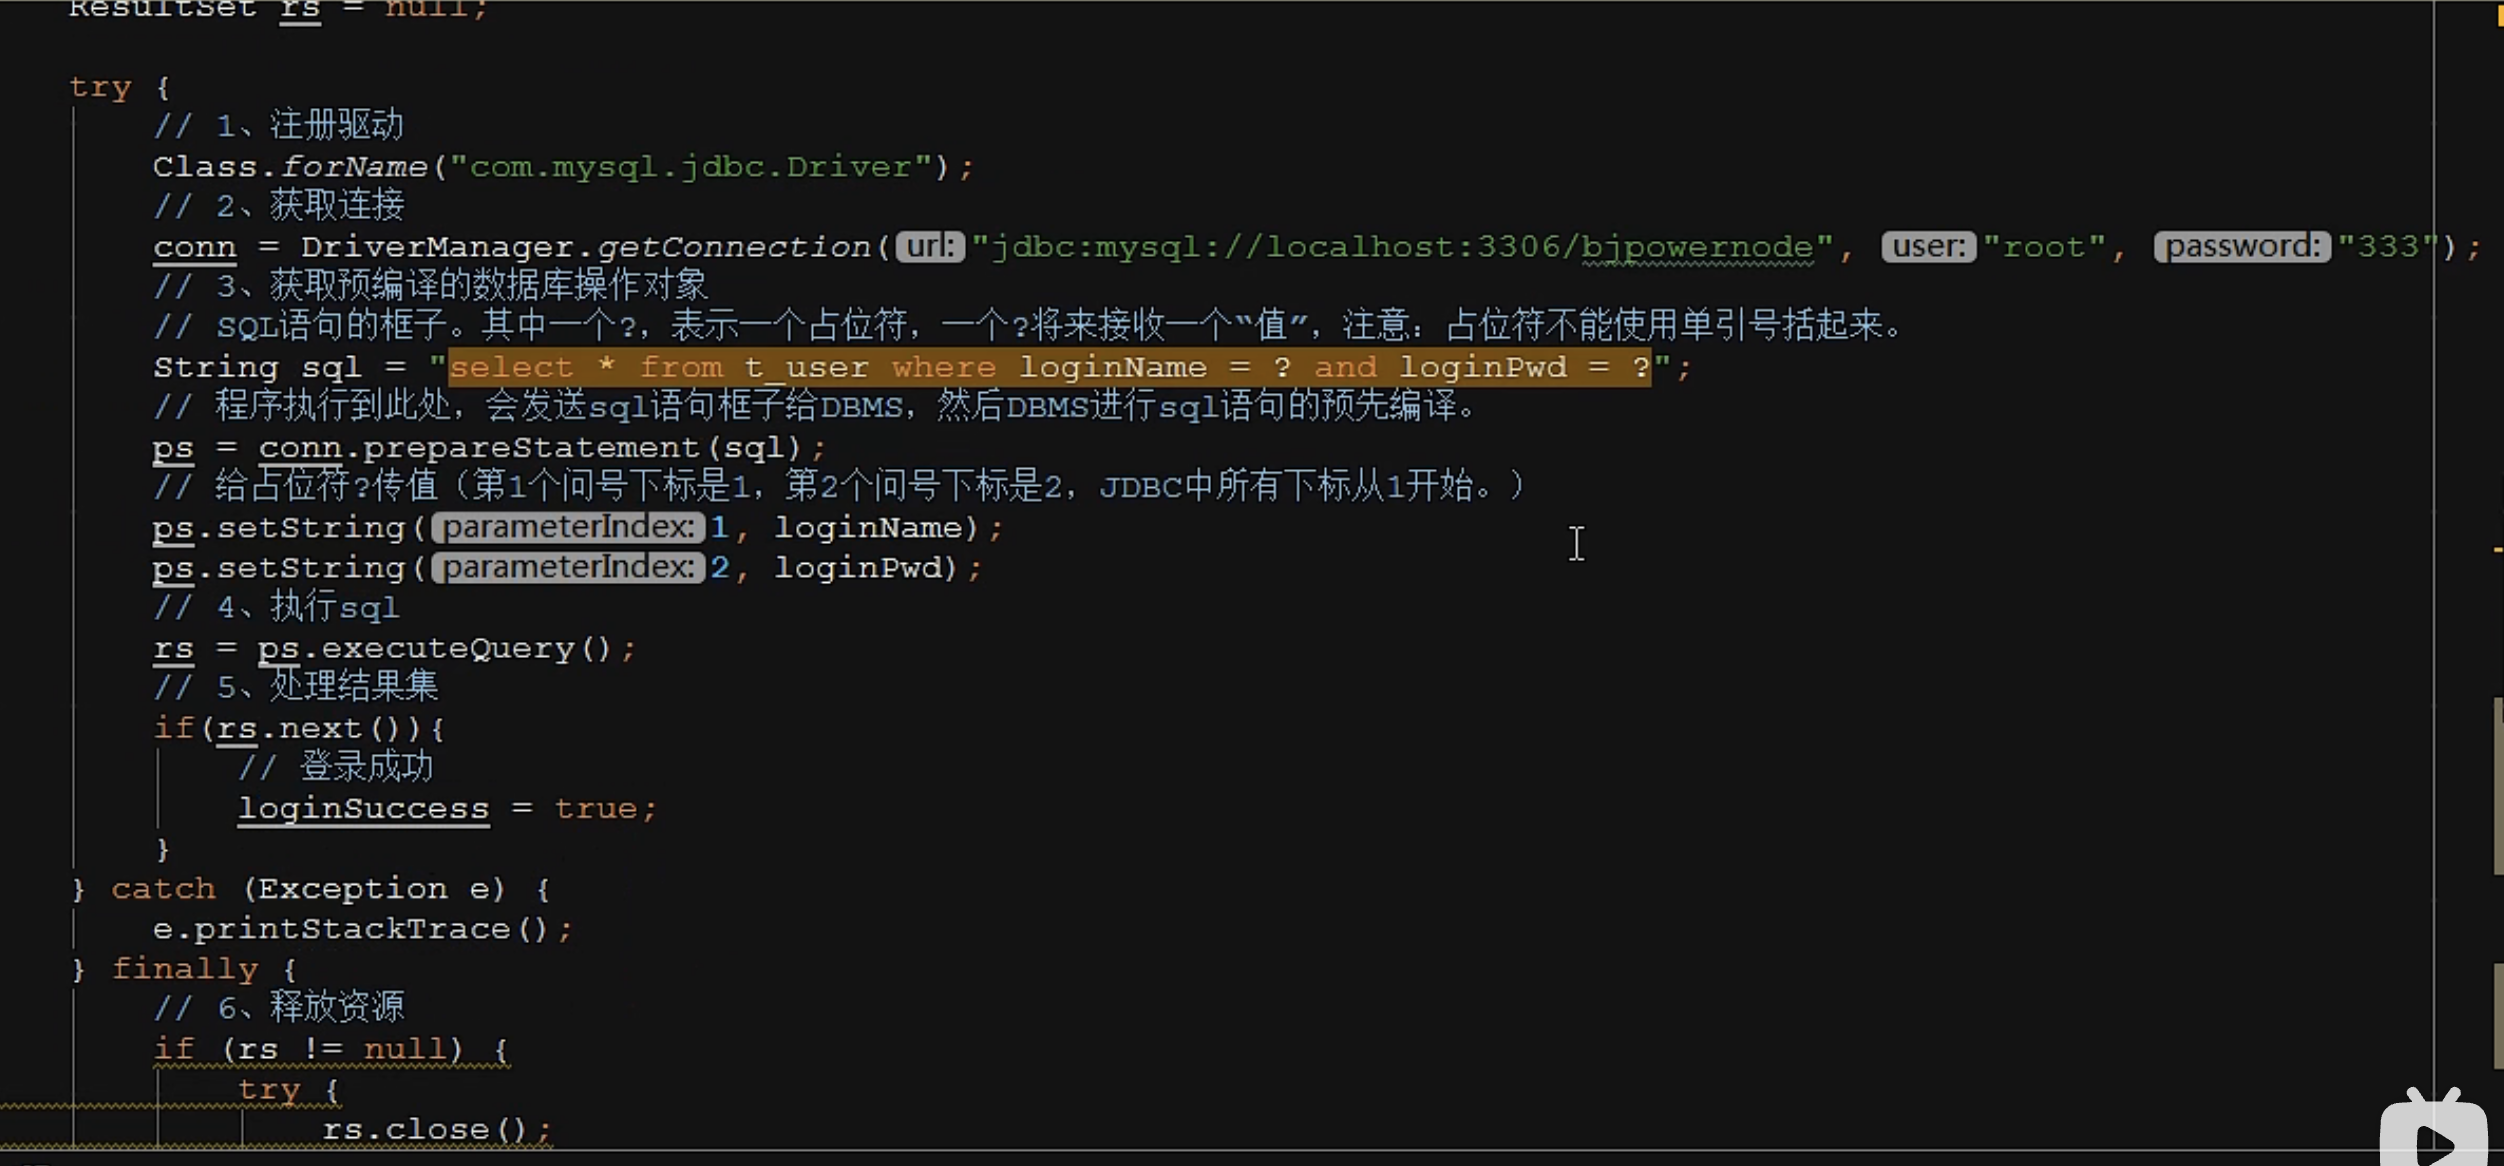 ResultSet rs = null;
try {
// 1、注册驱动
Class.forName("com.mysql.jdbc.Driver");
// 2、获取连接
conn = DriverManager.getConnection( url: "jdbc:mysql://localhost:3306/bjpowernode", user: "root", password: "333");
// 3、获取预编译的数据库操作对象
// SQL语句的框子。其中一个?，表示一个占位符，一个?将来接收一个“值”，注意：占位符不能使用单引号括起来。
String sql = "select * from t_user where loginName = ? and loginPwd = ?";
// 程序执行到此处，会发送sql语句框子给DBMS，然后DBMS进行sql语句的预先编译。
ps = conn.prepareStatement(sql);
// 给占位符?传值（第1个问号下标是1，第2个问号下标是2，JDBC中所有下标从1开始。）
ps.setString( parameterIndex: 1, loginName);
ps.setString( parameterIndex: 2, loginPwd);
// 4、执行sql
rs = ps.executeQuery();
// 5、处理结果集
if(rs.next()){
// 登录成功
loginSuccess = true;
}
} catch (Exception e) {
e.printStackTrace();
} finally {
// 6、释放资源
if (rs != null) {
try {
rs.close();